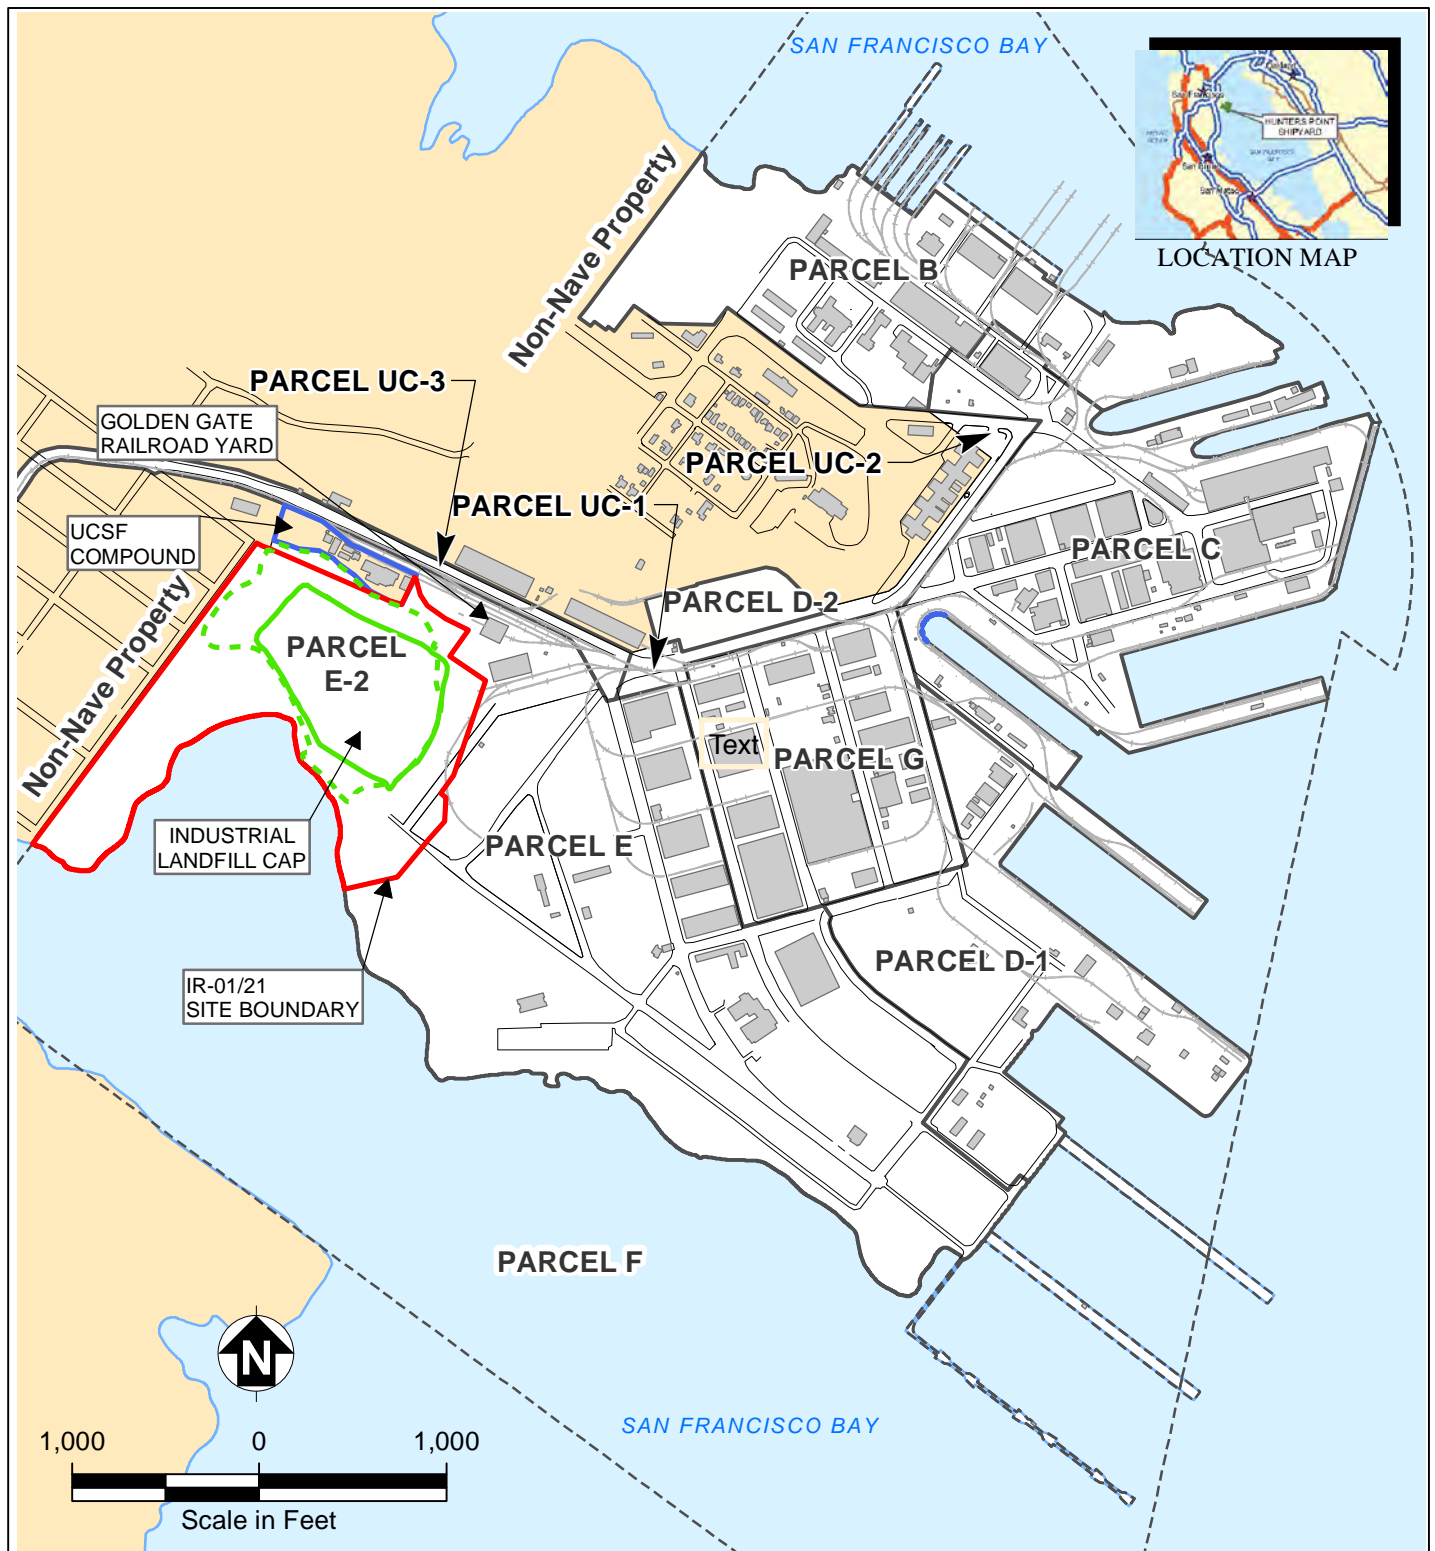 SAN FRANCISCO BAY
HUNTERS POINT
SHIPYARD
LOCATION MAP
Non-Nave Property
PARCEL B
PARCEL UC-3
GOLDEN GATE
RAILROAD YARD
PARCEL UC-2
PARCEL UC-1
UCSF
COMPOUND
PARCEL C
PARCEL D-2
PARCEL
E-2
Non-Nave Property
Text
PARCEL G
INDUSTRIAL
LANDFILL CAP
PARCEL E
PARCEL D-1
IR-01/21
SITE BOUNDARY
PARCEL F
N
SAN FRANCISCO BAY
1,000 0 1,000
Scale in Feet